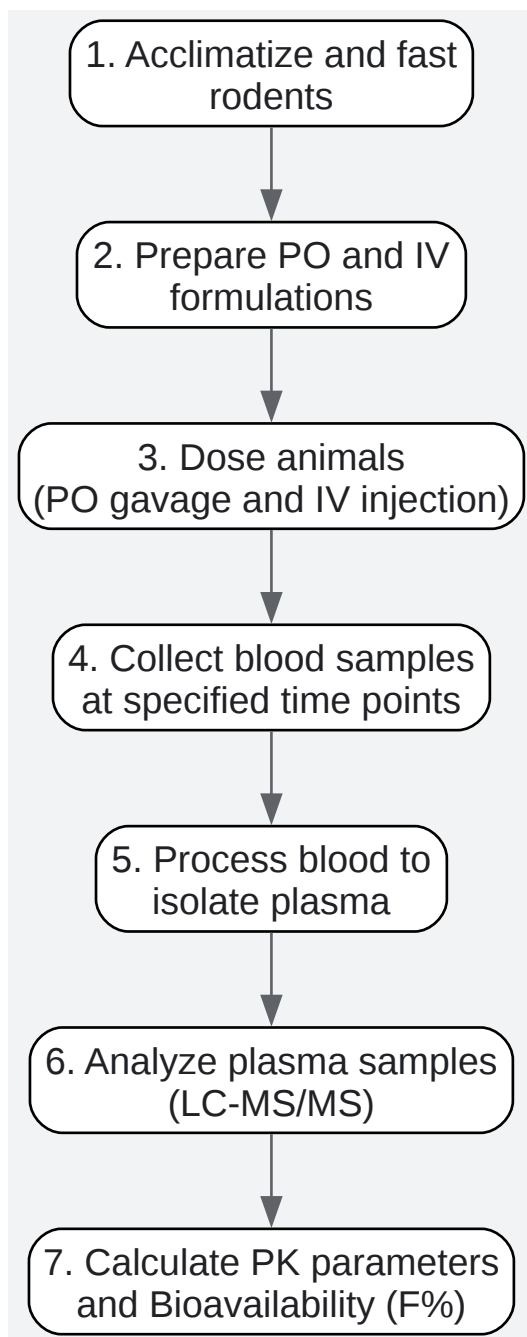 1. Acclimatize and fast
rodents
2. Prepare PO and IV
formulations
3. Dose animals
(PO gavage and IV injection)
4. Collect blood samples
at specified time points
5. Process blood to
isolate plasma
6. Analyze plasma samples
(LC-MS/MS)
7. Calculate PK parameters
and Bioavailability (F%)